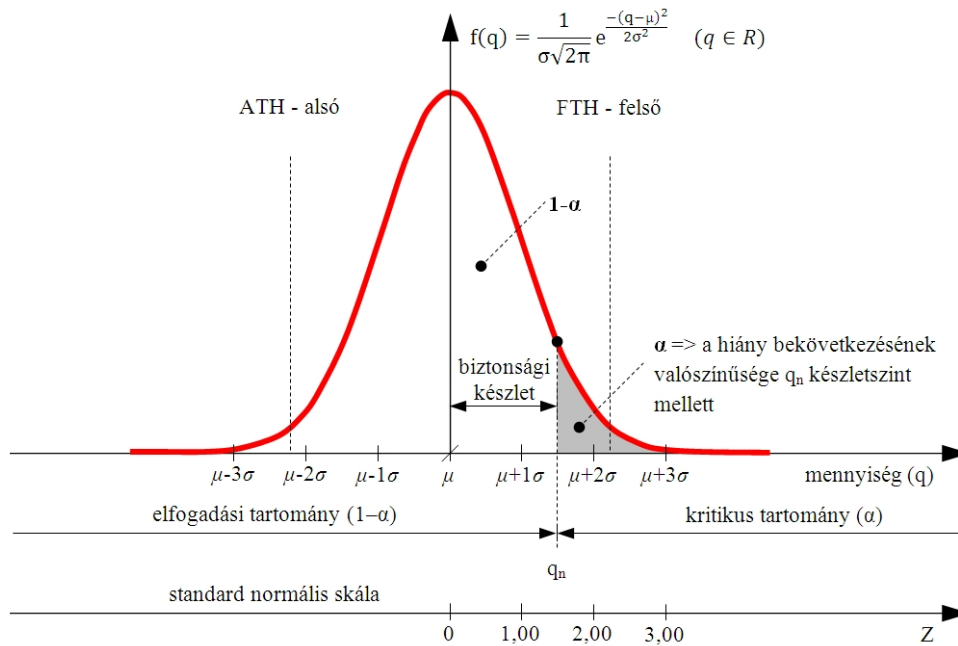 f(q) = 1/(σ√2π) e^(-(q-μ)²/2σ²) (q ∈ R)
ATH - alsó
FTH - felső
1-α
α => a hiány bekövetkezésének
valószínűsége qₙ készletszint
mellett
biztonsági
készlet
μ-3σ μ-2σ μ-1σ μ μ+1σ μ+2σ μ+3σ mennyiség (q)
elfogadási tartomány (1–α) kritikus tartomány (α)
qₙ
standard normális skála
0 1,00 2,00 3,00 Z